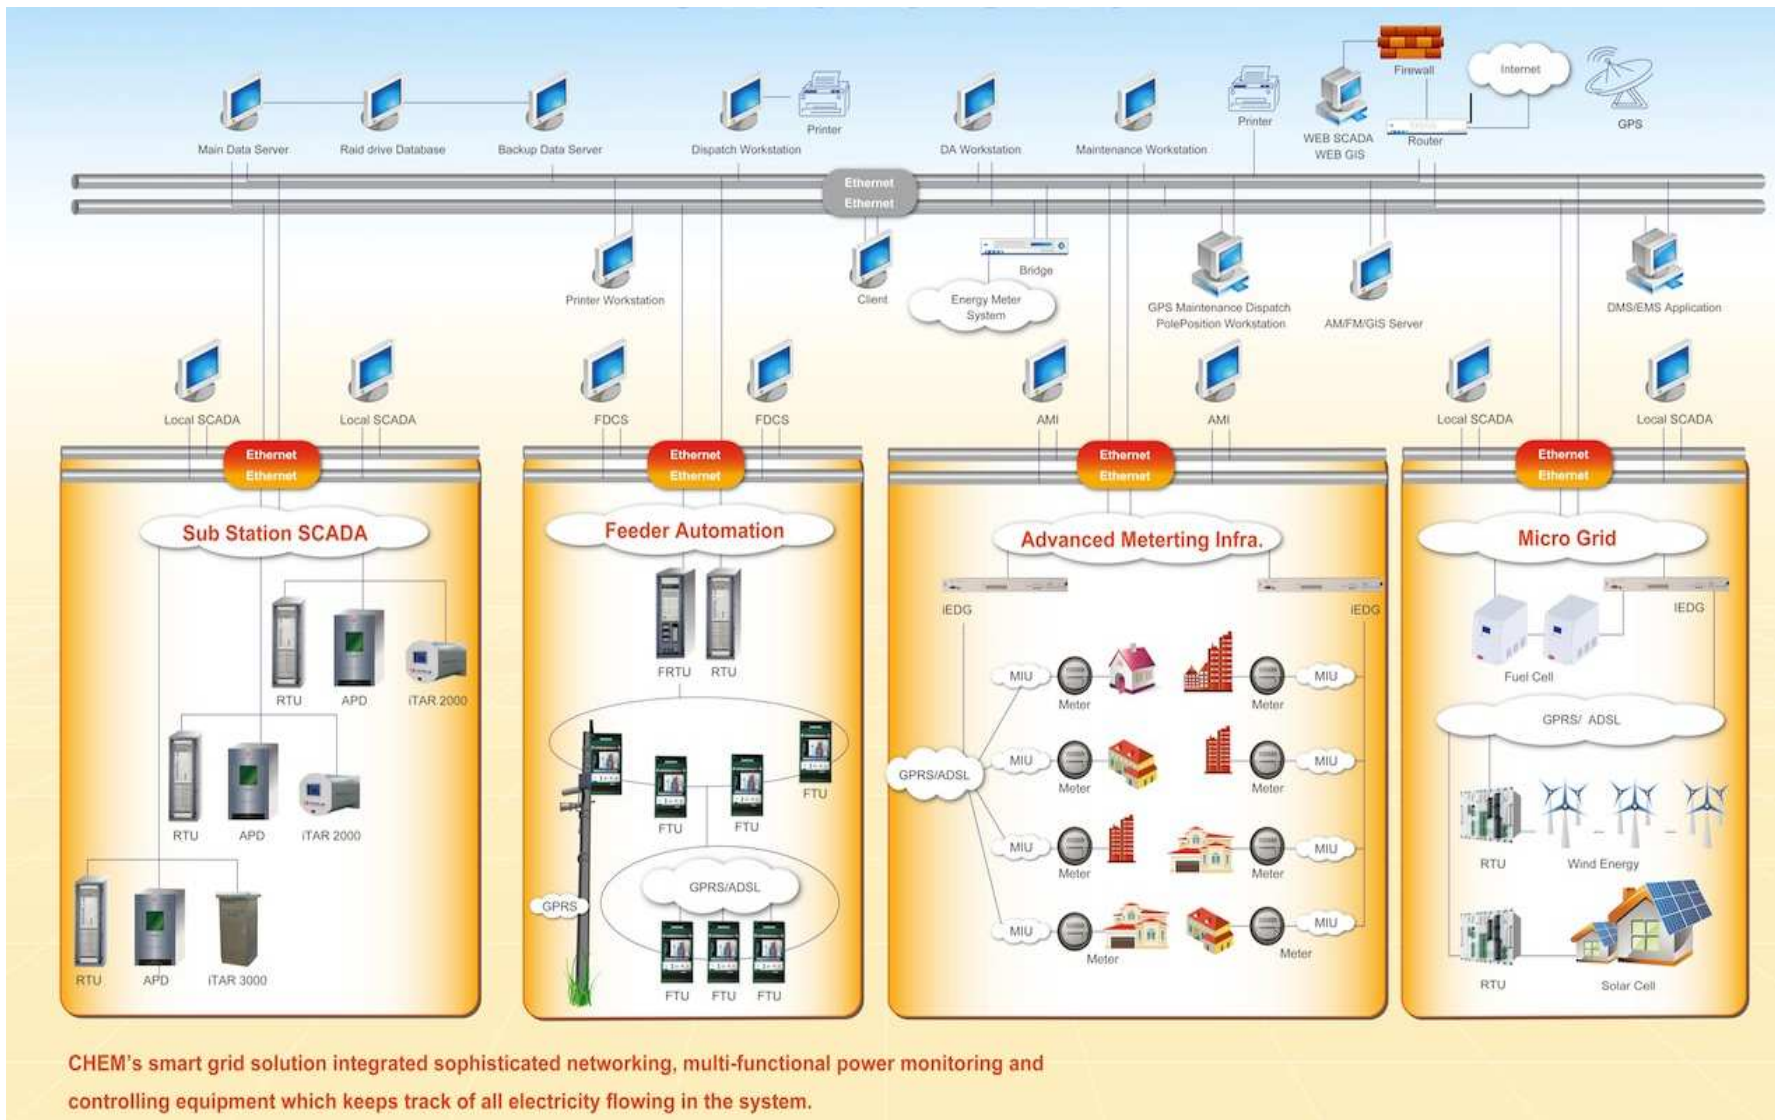 Firewall
Internet
GPS
Printer
Printer
WEB SCADA
WEB GIS
Router
Main Data Server
Raid drive Database
Backup Data Server
Dispatch Workstation
DA Workstation
Maintenance Workstation
Ethernet
Ethernet
Printer Workstation
Client
Bridge
Energy Meter
System
GPS Maintenance Dispatch
PolePosition Workstation
AM/FM/GIS Server
DMS/EMS Application
Local SCADA
Local SCADA
FDCS
FDCS
AMI
AMI
Local SCADA
Local SCADA
Ethernet
Ethernet
Sub Station SCADA
RTU
APD
iTAR 2000
RTU
APD
iTAR 2000
RTU
APD
iTAR 3000
Ethernet
Ethernet
Feeder Automation
FRTU
RTU
FTU
FTU
FTU
GPRS/ADSL
GPRS
FTU
FTU
FTU
Ethernet
Ethernet
Advanced Meterting Infra.
iEDG
iEDG
GPRS/ADSL
MIU
Meter
Meter
MIU
MIU
Meter
Meter
MIU
MIU
Meter
Meter
MIU
MIU
Meter
Meter
MIU
Ethernet
Ethernet
Micro Grid
IEDG
Fuel Cell
GPRS/ ADSL
RTU
Wind Energy
RTU
Solar Cell
CHEM's smart grid solution integrated sophisticated networking, multi-functional power monitoring and
controlling equipment which keeps track of all electricity flowing in the system.